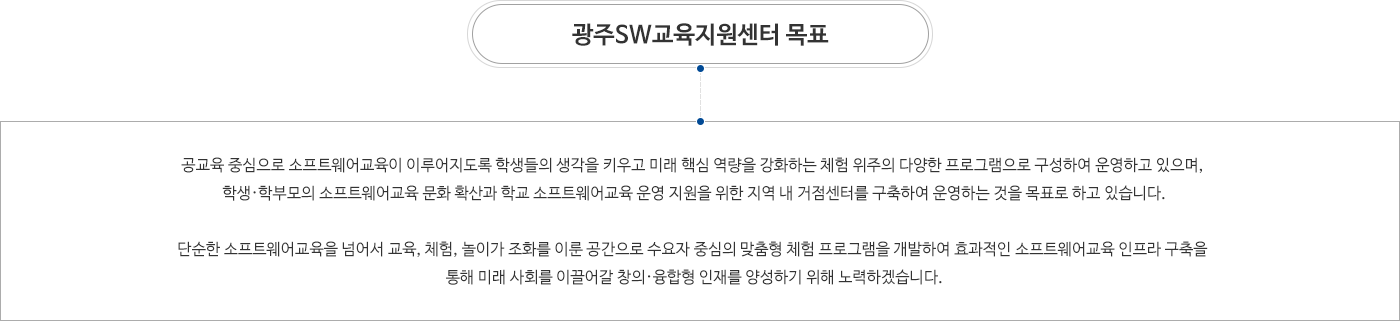 광주SW교육지원센터 목표
공교육 중심으로 소프트웨어교육이 이루어지도록 학생들의 생각을 키우고 미래 핵심 역량을 강화하는 체험 위주의 다양한 프로그램으로 구성하여 운영하고 있으며,
학생·학부모의 소프트웨어교육 문화 확산과 학교 소프트웨어교육 운영 지원을 위한 지역 내 거점센터를 구축하여 운영하는 것을 목표로 하고 있습니다.
단순한 소프트웨어교육을 넘어서 교육, 체험, 놀이가 조화를 이룬 공간으로 수요자 중심의 맞춤형 체험 프로그램을 개발하여 효과적인 소프트웨어교육 인프라 구축을
통해 미래 사회를 이끌어갈 창의·융합형 인재를 양성하기 위해 노력하겠습니다.